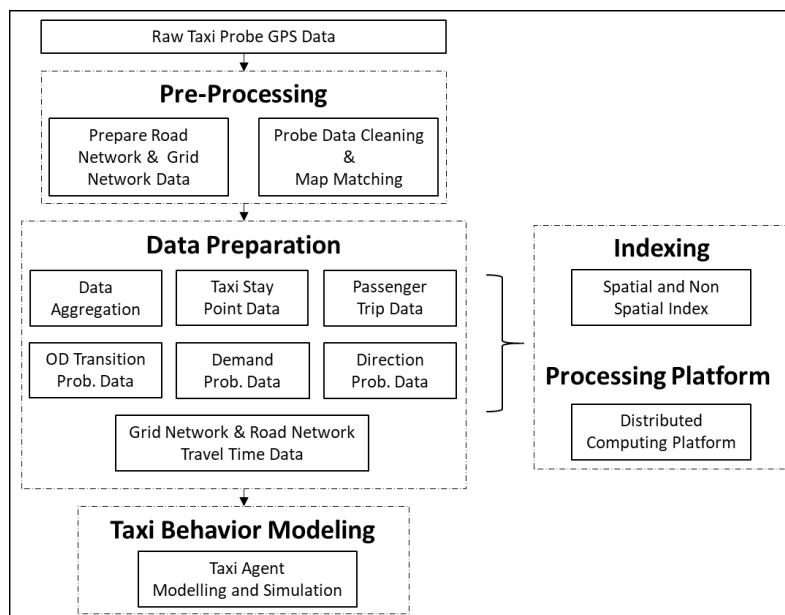 Raw Taxi Probe GPS Data
Pre-Processing
Prepare Road
Network & Grid
Network Data
Probe Data Cleaning
&
Map Matching
Data Preparation
Data
Aggregation
Taxi Stay
Point Data
Passenger
Trip Data
OD Transition
Prob. Data
Demand
Prob. Data
Direction
Prob. Data
Grid Network & Road Network
Travel Time Data
Indexing
Spatial and Non
Spatial Index
Processing Platform
Distributed
Computing Platform
Taxi Behavior Modeling
Taxi Agent
Modelling and Simulation